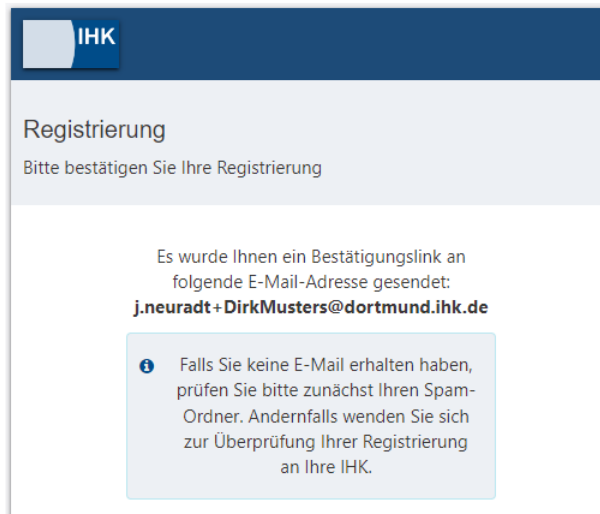 IHK
Registrierung
Bitte bestätigen Sie Ihre Registrierung
Es wurde Ihnen ein Bestätigungslink an
folgende E-Mail-Adresse gesendet:
j.neuradt+DirkMusters@dortmund.ihk.de
Falls Sie keine E-Mail erhalten haben,
prüfen Sie bitte zunächst Ihren Spam-
Ordner. Andernfalls wenden Sie sich
zur Überprüfung Ihrer Registrierung
an Ihre IHK.